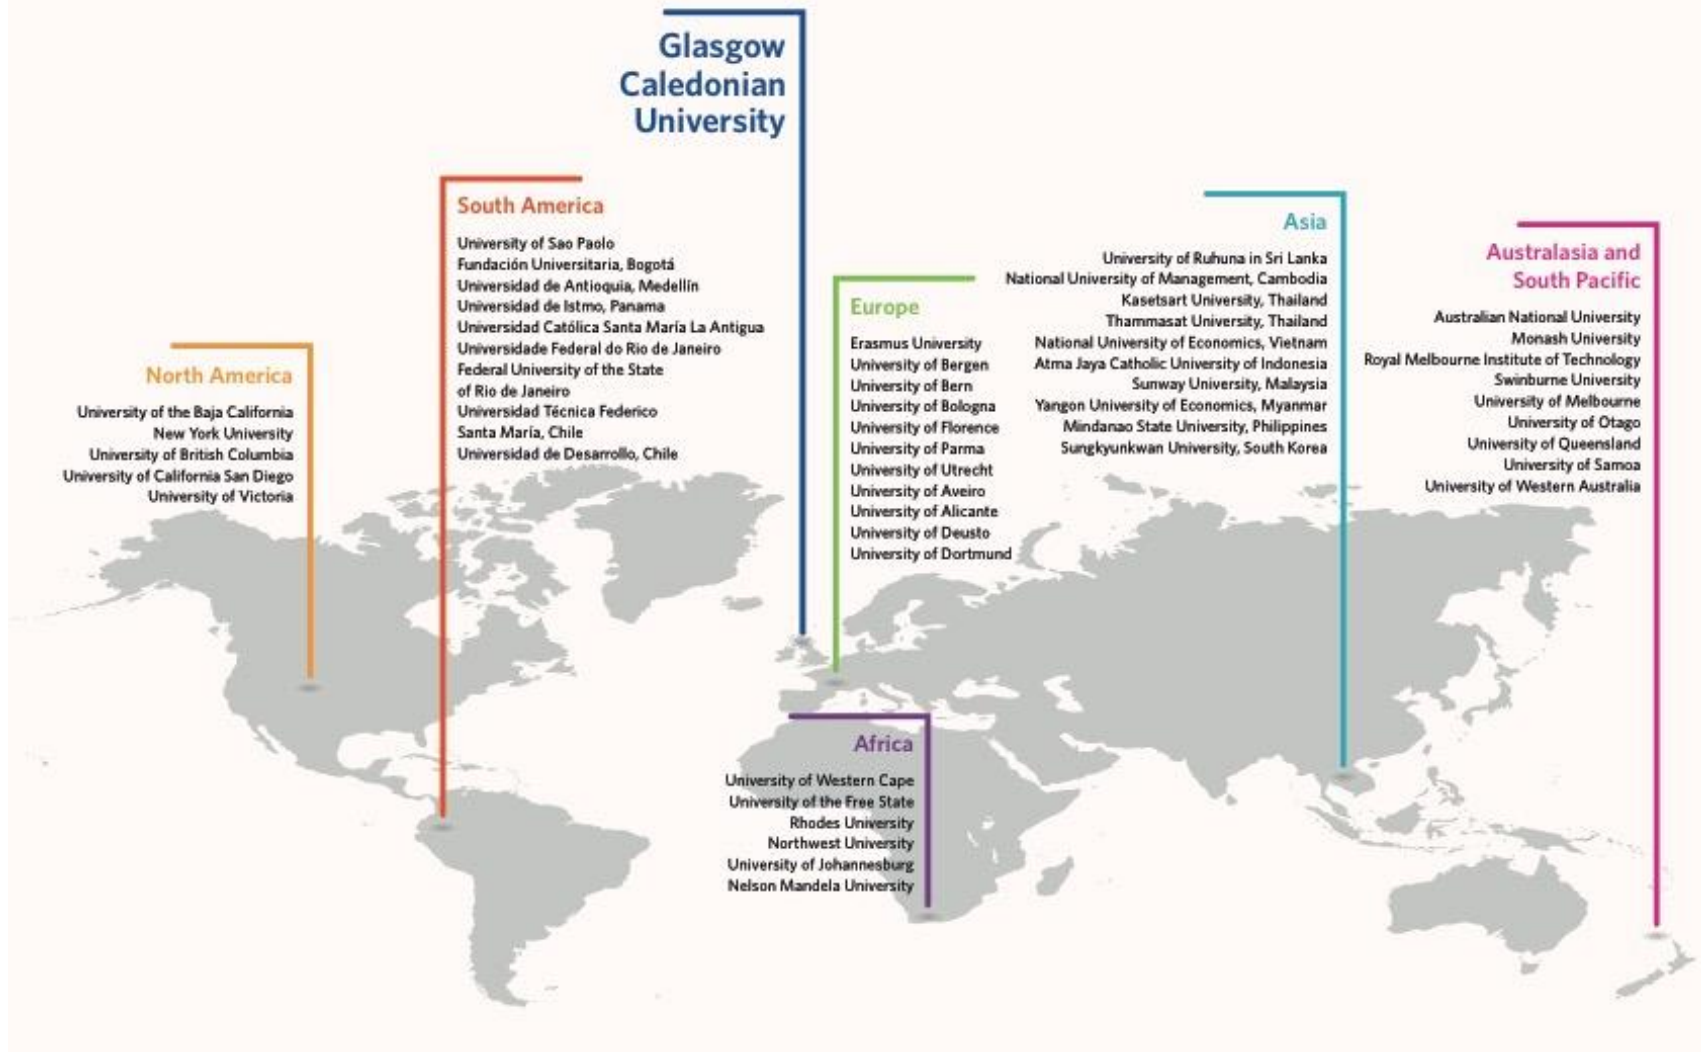 Glasgow
Caledonian
University
South America
University of Sao Paolo
Fundación Universitaria, Bogotá
Universidad de Antioquia, Medellín
Universidad de Istmo, Panama
Universidad Católica Santa María La Antigua
Universidade Federal do Rio de Janeiro
Federal University of the State
of Rio de Janeiro
Universidad Técnica Federico
Santa María, Chile
Universidad de Desarrollo, Chile
North America
University of the Baja California
New York University
University of British Columbia
University of California San Diego
University of Victoria
Europe
Erasmus University
University of Bergen
University of Bern
University of Bologna
University of Florence
University of Parma
University of Utrecht
University of Aveiro
University of Alicante
University of Deusto
University of Dortmund
Asia
University of Ruhuna in Sri Lanka
National University of Management, Cambodia
Kasetsart University, Thailand
Thammasat University, Thailand
National University of Economics, Vietnam
Atma Jaya Catholic University of Indonesia
Sunway University, Malaysia
Yangon University of Economics, Myanmar
Mindanao State University, Philippines
Sungkyunkwan University, South Korea
Australasia and
South Pacific
Australian National University
Monash University
Royal Melbourne Institute of Technology
Swinburne University
University of Melbourne
University of Otago
University of Queensland
University of Samoa
University of Western Australia
Africa
University of Western Cape
University of the Free State
Rhodes University
Northwest University
University of Johannesburg
Nelson Mandela University